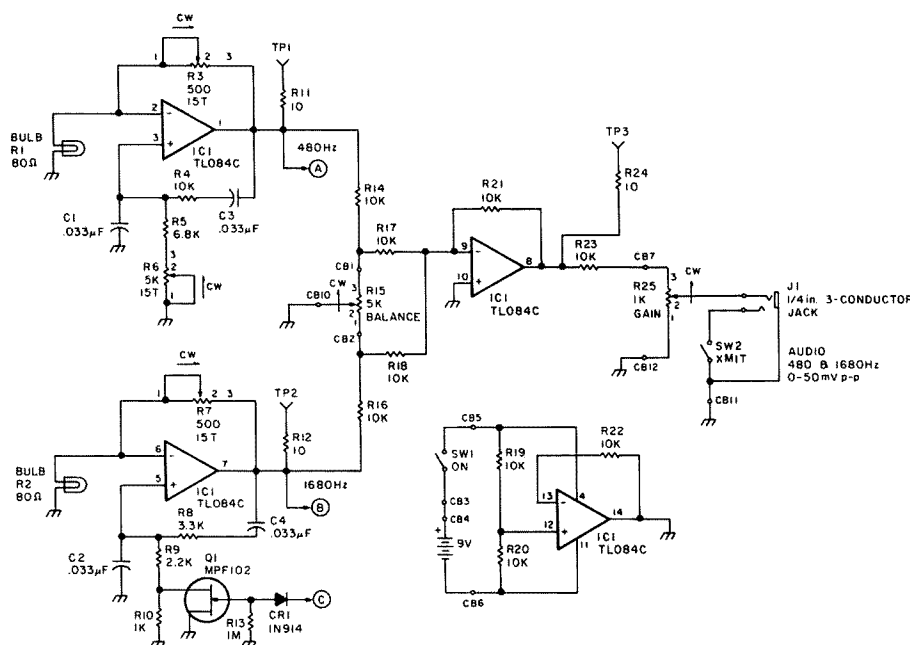 CW
1
2
3
R3
500
15T
TP1
R11
10
BULB
R1
80Ω
2
3
1
IC1
TL084C
480Hz
A
R4
10K
C3
.033µF
C1
.033µF
R5
6.8K
R6
5K
15T
3
2
1
CW
R14
10K
R17
10K
CB1
CW
CB10
3
2
1
R15
5K
BALANCE
CB2
R18
10K
R16
10K
R21
10K
9
10
8
IC1
TL084C
TP3
R24
10
R23
10K
CB7
R25
1K
GAIN
3
2
1
CW
CB12
SW2
XMIT
CB11
J1
1/4 in. 3-CONDUCTOR
JACK
AUDIO
480 & 1680Hz
0-50mV p-p
CW
1
2
3
R7
500
15T
TP2
R12
10
BULB
R2
80Ω
6
5
7
IC1
TL084C
1680Hz
B
R8
3.3K
C4
.033µF
C2
.033µF
R9
2.2K
Q1
MPF102
R10
1K
R13
1M
CR1
1N914
C
CB5
SW1
ON
CB3
CB4
+
9V
CB6
R19
10K
R20
10K
R22
10K
13
12
4
11
14
IC1
TL084C